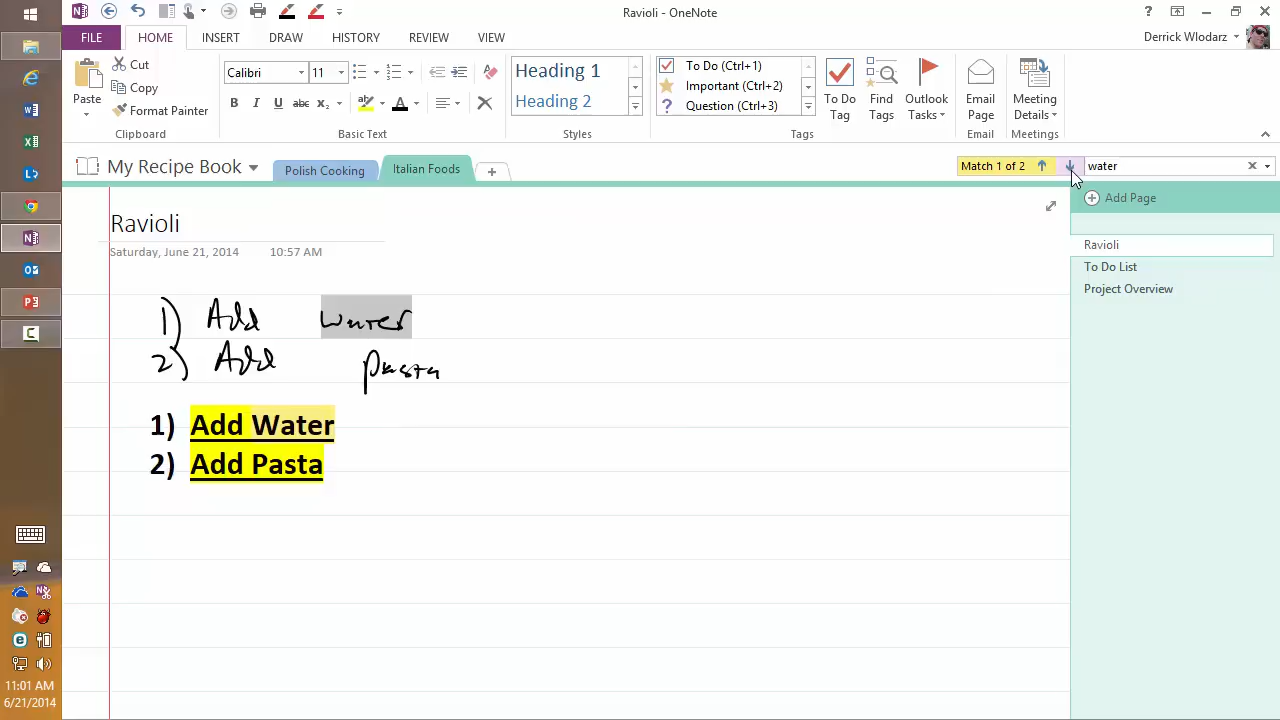 Ravioli - OneNote
FILE HOME INSERT DRAW HISTORY REVIEW VIEW
Derrick Wlodarz
Paste
Cut
Copy
Format Painter
Clipboard
Calibri 11
B I U abc x₂ A
Basic Text
Heading 1
Heading 2
Styles
To Do (Ctrl+1)
Important (Ctrl+2)
Question (Ctrl+3)
To Do Tag
Find Tags
Outlook Tasks
Tags
Email Page
Email
Meeting Details
Meetings
My Recipe Book Polish Cooking Italian Foods
Match 1 of 2 water
Add Page
Ravioli
To Do List
Project Overview
Ravioli
Saturday, June 21, 2014 10:57 AM
1) Add water
2) Add pasta
1) Add Water
2) Add Pasta
11:01 AM
6/21/2014